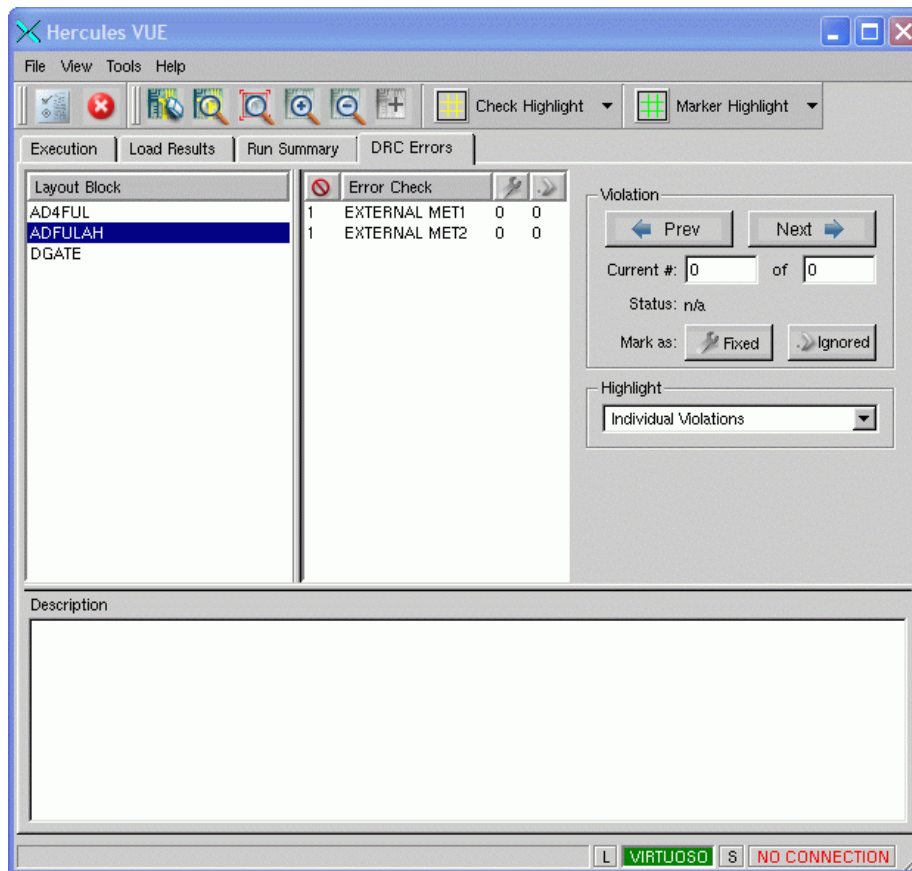 Hercules VUE
File View Tools Help
Check Highlight Marker Highlight
Execution Load Results Run Summary DRC Errors
Layout Block
AD4FUL
ADFULAH
DGATE
Error Check
1 EXTERNAL MET1 0 0
1 EXTERNAL MET2 0 0
Violation
Prev Next
Current #: 0 of 0
Status: n/a
Mark as: Fixed Ignored
Highlight
Individual Violations
Description
L VIRTUOSO S NO CONNECTION